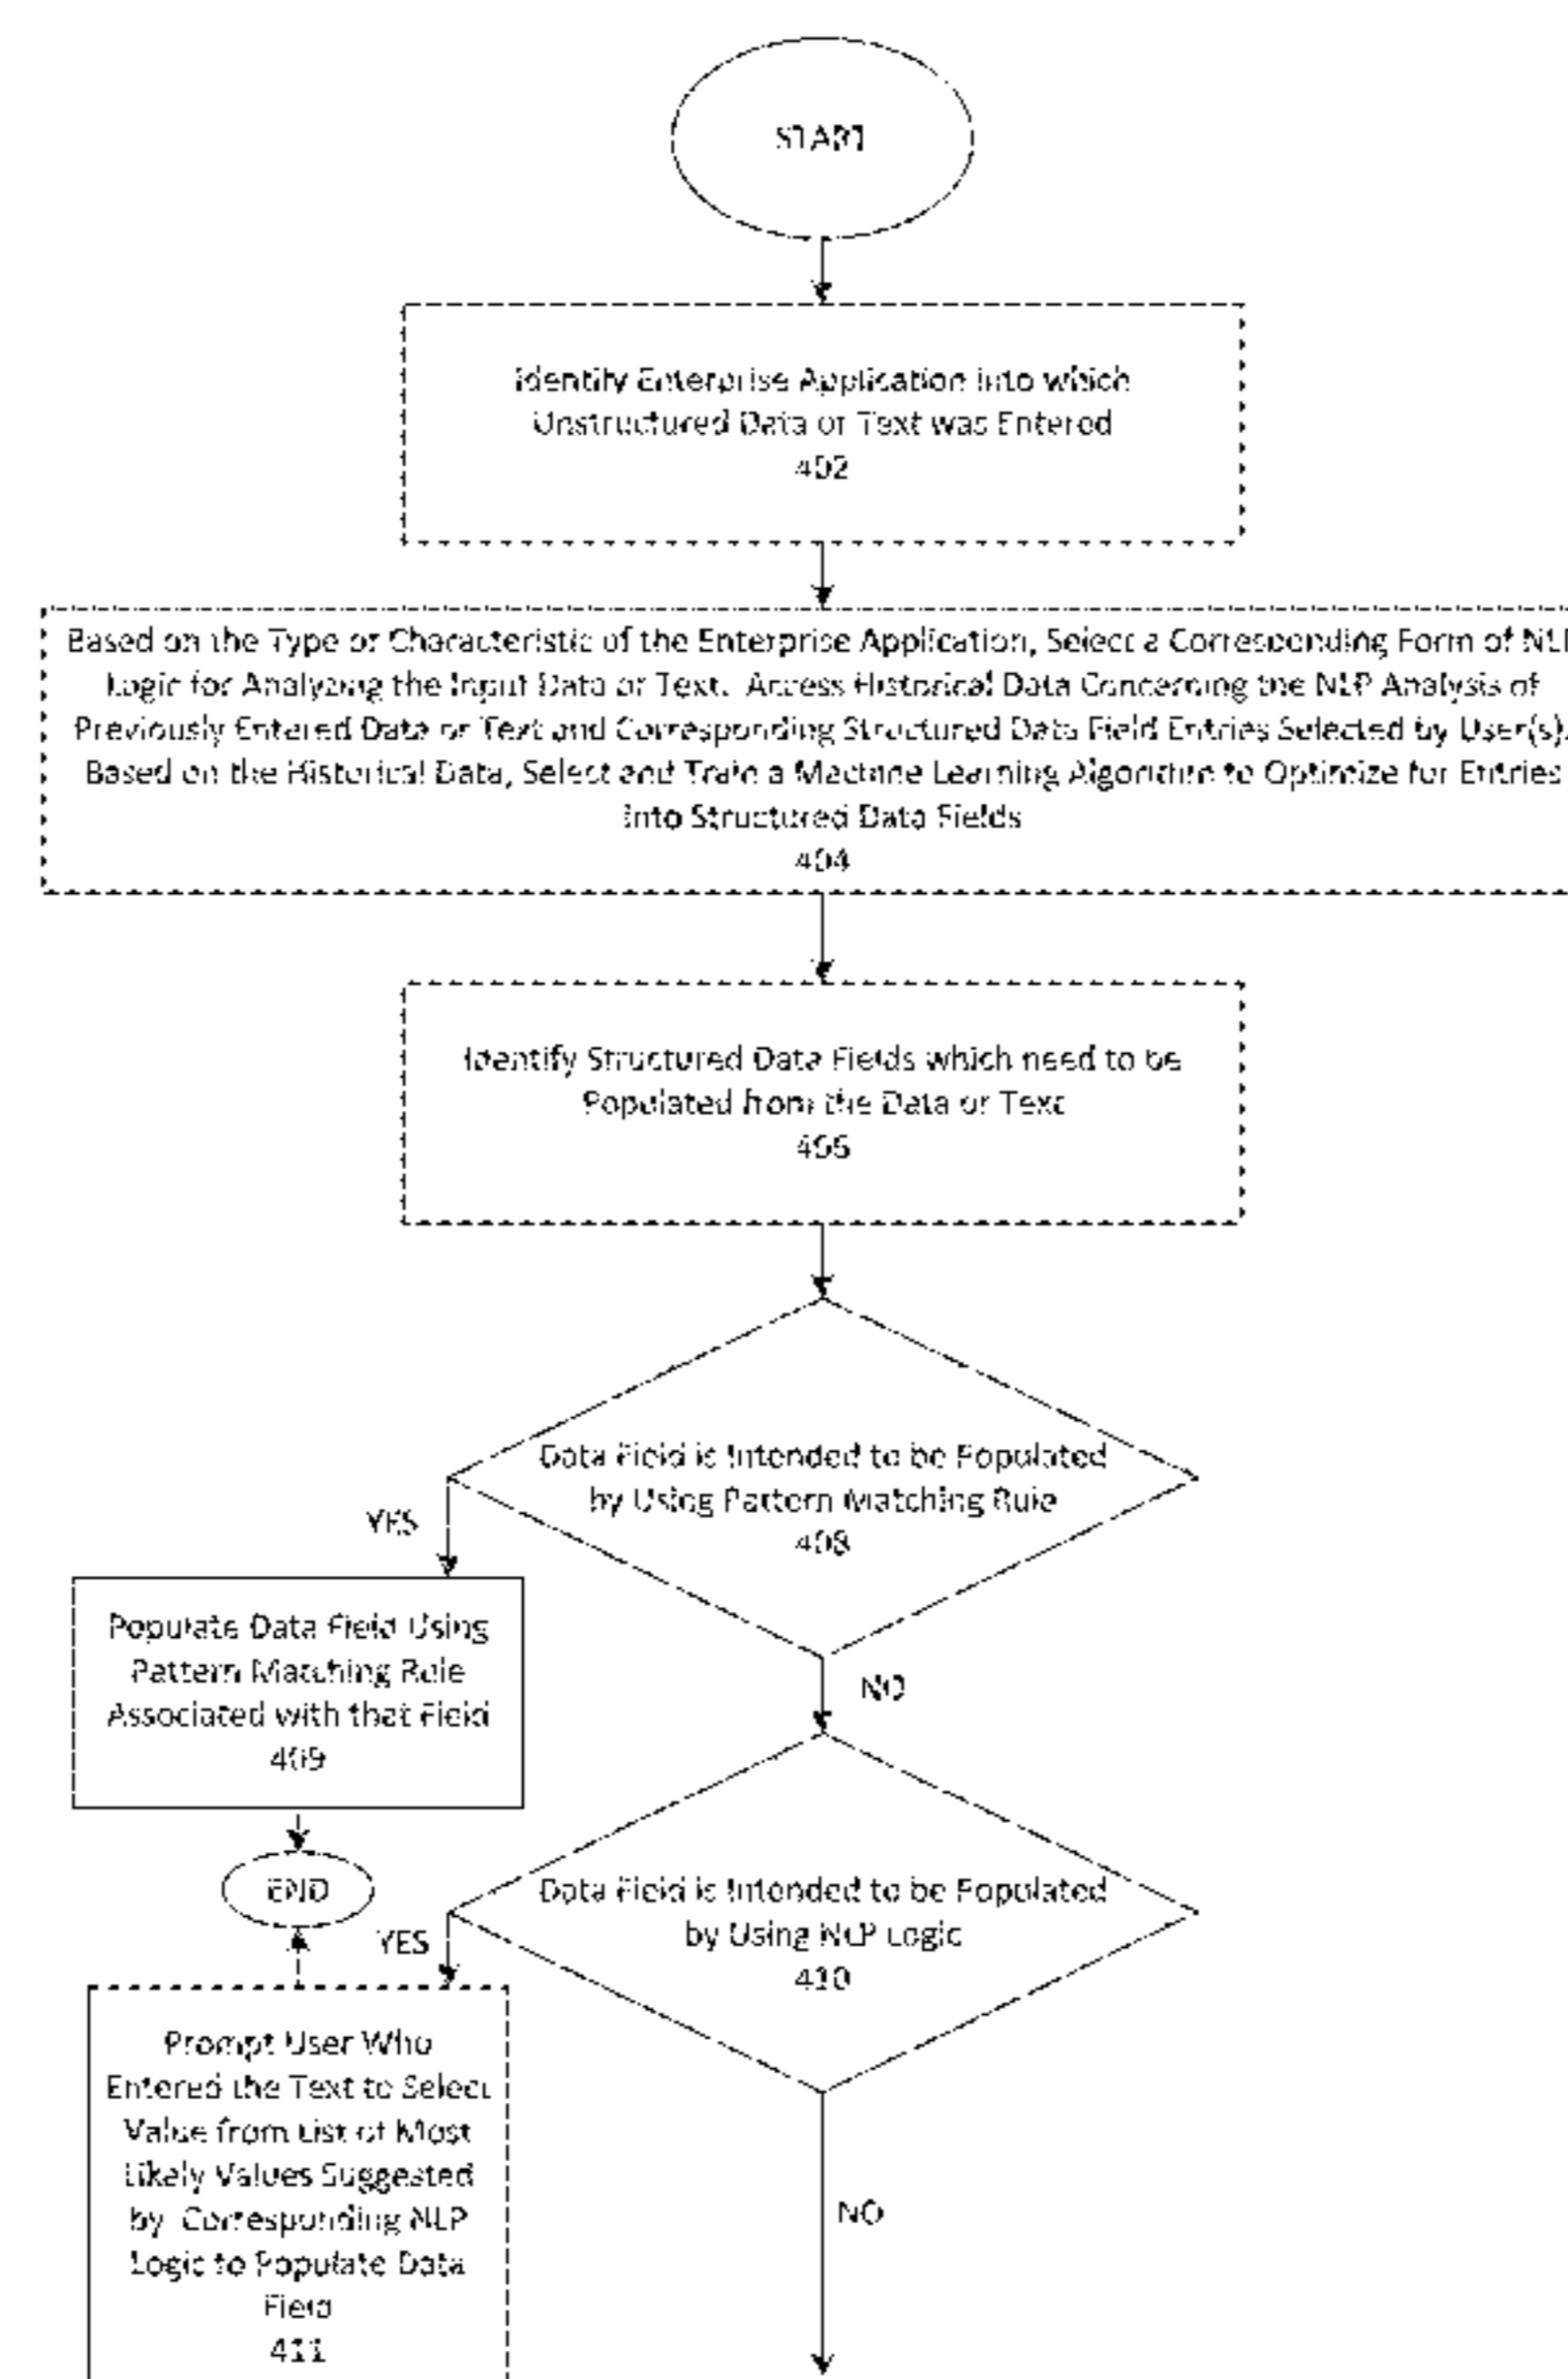 START
Identify Enterprise Application into which
Unstructured Data or Text was Entered
402
Based on the Type or Characteristic of the Enterprise Application, Select a Corresponding Form of NLP
Logic for Analyzing the Input Data or Text. Access Historical Data Concerning the NLP Analysis of
Previously Entered Data or Text and Corresponding Structured Data Field Entries Selected by User(s).
Based on the Historical Data, Select and Train a Machine Learning Algorithm to Optimize for Entries
into Structured Data Fields
404
Identify Structured Data Fields which need to be
Populated from the Data or Text
406
Data Field is Intended to be Populated
by Using Pattern Matching Rule
408
YES
Populate Data Field Using
Pattern Matching Rule
Associated with that Field
409
NO
END
Data Field is Intended to be Populated
by Using NLP Logic
410
YES
Prompt User Who
Entered the Text to Select
Value from List of Most
Likely Values Suggested
by Corresponding NLP
Logic to Populate Data
Field
411
NO